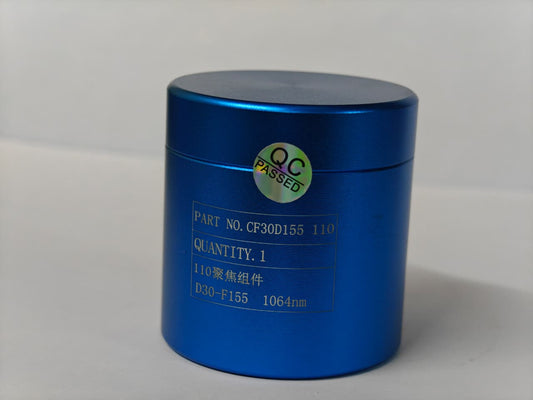 QC
PASSED
PART NO.CF30D155 110
QUANTITY.1
110聚焦组件
D30-F155 1064nm